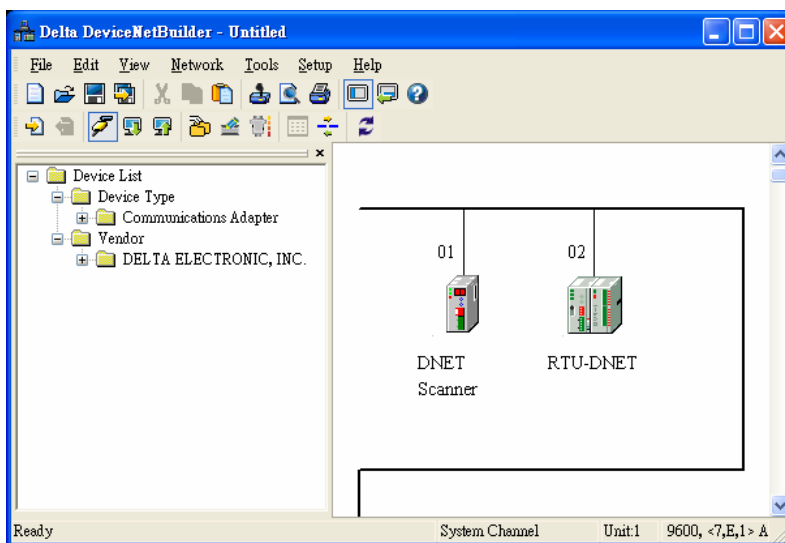 Delta DeviceNetBuilder - Untitled
File Edit View Network Tools Setup Help
Device List
Device Type
Communications Adapter
Vendor
DELTA ELECTRONIC, INC.
01
02
DNET
Scanner
RTU-DNET
Ready
System Channel
Unit:1
9600, <7,E,1> A